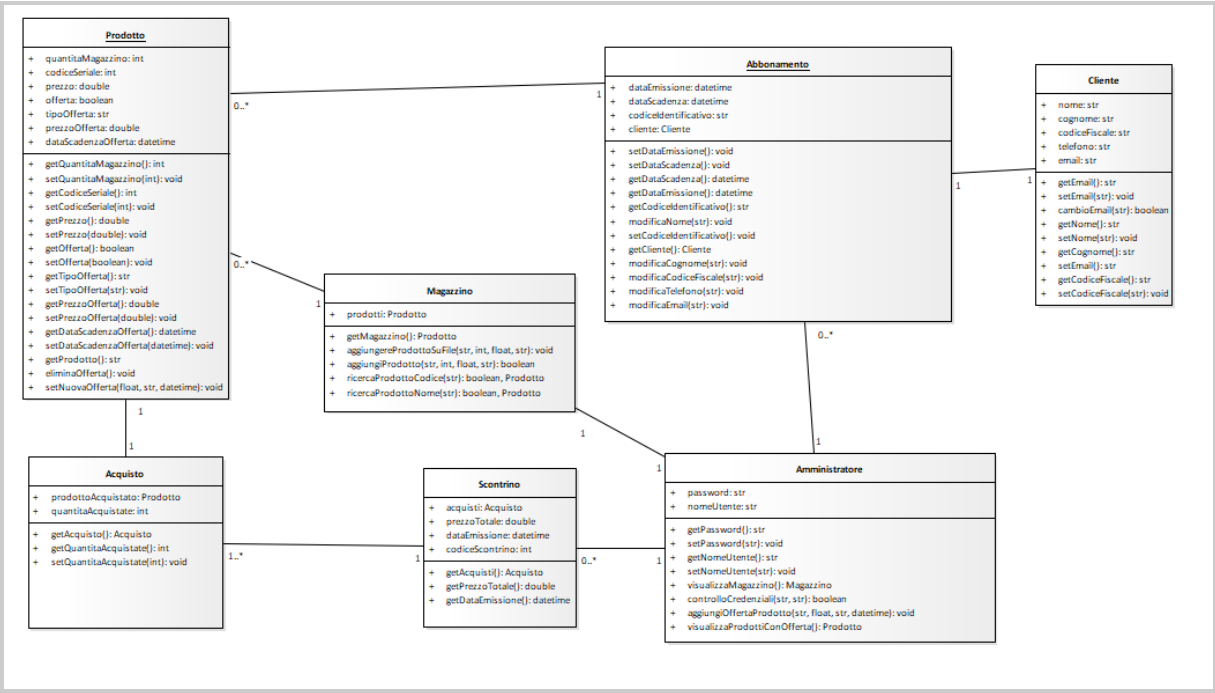 Prodotto
+ quantitaMagazzino: int
+ codiceSeriale: int
+ prezzo: double
+ offerta: boolean
+ tipoOfferta: str
+ prezzoOfferta: double
+ dataScadenzaOfferta: datetime
+ getQuantitaMagazzino(): int
+ setQuantitaMagazzino(int): void
+ getCodiceSeriale(): int
+ setCodiceSeriale(int): void
+ getPrezzo(): double
+ setPrezzo(double): void
+ getOfferta(): boolean
+ setOfferta(boolean): void
+ getTipoOfferta(): str
+ setTipoOfferta(str): void
+ getPrezzoOfferta(): double
+ setPrezzoOfferta(double): void
+ getDataScadenzaOfferta(): datetime
+ setDataScadenzaOfferta(datetime): void
+ getProdotto(): str
+ eliminaOfferta(): void
+ setNuovaOfferta(float, str, datetime): void
0..*
1
0..*
1
1
1
Abbonamento
+ dataEmissione: datetime
+ dataScadenza: datetime
+ codiceIdentificativo: str
+ cliente: Cliente
+ setDataEmissione(): void
+ setDataScadenza(): void
+ getDataScadenza(): datetime
+ getDataEmissione(): datetime
+ getCodiceIdentificativo(): str
+ modificaNome(str): void
+ setCodiceIdentificativo(): void
+ getCliente(): Cliente
+ modificaCognome(str): void
+ modificaCodiceFiscale(str): void
+ modificaTelefono(str): void
+ modificaEmail(str): void
1
1
0..*
1
Cliente
+ nome: str
+ cognome: str
+ codiceFiscale: str
+ telefono: str
+ email: str
+ getEmail(): str
+ setEmail(str): void
+ cambioEmail(str): boolean
+ getNome(): str
+ setNome(str): void
+ getCognome(): str
+ setEmail(): str
+ getCodiceFiscale(): str
+ setCodiceFiscale(str): void
Magazzino
+ prodotti: Prodotto
+ getMagazzino(): Prodotto
+ aggiungereProdottoSuFile(str, int, float, str): void
+ aggiungiProdotto(str, int, float, str): boolean
+ ricercaProdottoCodice(str): boolean, Prodotto
+ ricercaProdottoNome(str): boolean, Prodotto
1
1
Acquisto
+ prodottoAcquistato: Prodotto
+ quantitaAcquistate: int
+ getAcquisto(): Acquisto
+ getQuantitaAcquistate(): int
+ setQuantitaAcquistate(int): void
1..*
1
Scontrino
+ acquisti: Acquisto
+ prezzoTotale: double
+ dataEmissione: datetime
+ codiceScontrino: int
+ getAcquisti(): Acquisto
+ getPrezzoTotale(): double
+ getDataEmissione(): datetime
0..*
1
Amministratore
+ password: str
+ nomeUtente: str
+ getPassword(): str
+ setPassword(str): void
+ getNomeUtente(): str
+ setNomeUtente(str): void
+ visualizzaMagazzino(): Magazzino
+ controlloCredenziali(str, str): boolean
+ aggiungiOffertaProdotto(str, float, str, datetime): void
+ visualizzaProdottiConOfferta(): Prodotto